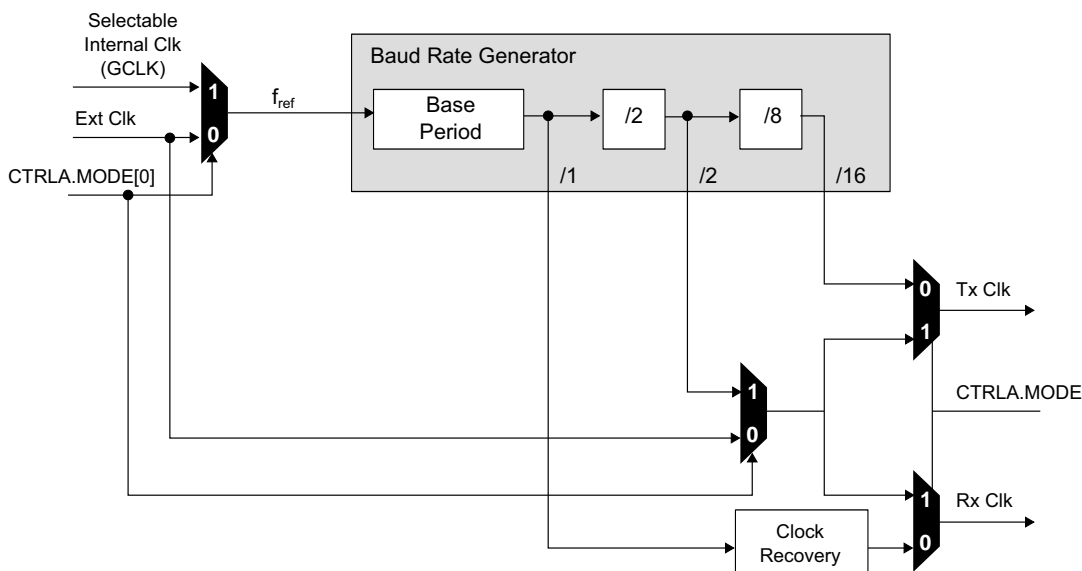 Selectable
Internal Clk
(GCLK)
Ext Clk
CTRLA.MODE[0]
1
0
fref
Baud Rate Generator
Base
Period
/2
/8
/1
/2
/16
0
1
Tx Clk
1
0
CTRLA.MODE
1
0
Rx Clk
Clock
Recovery